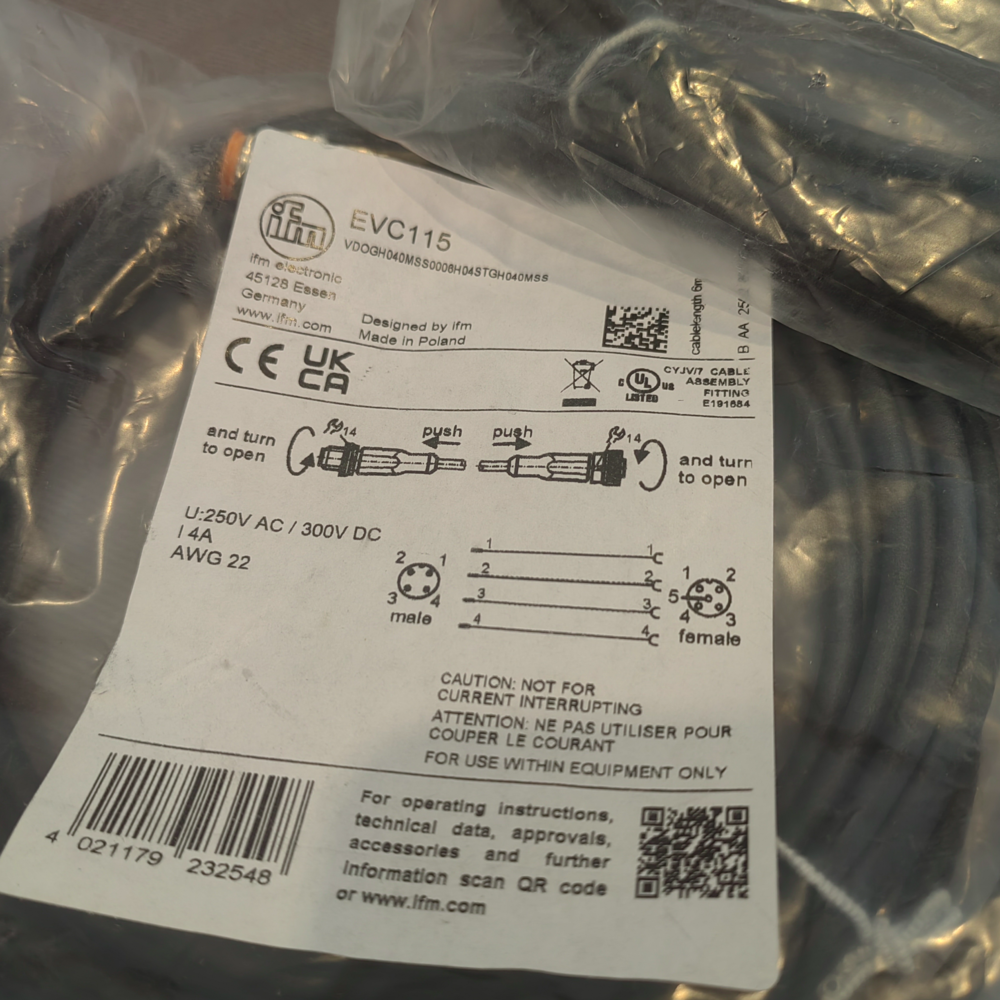 ifm
EVC115
VDOGH040MSS0006H04STGH040MSS
ifm electronic
45128 Essen
Germany
www.ifm.com
Designed by ifm
Made in Poland
cablelength 6m
B AA
CE UK
CA
C UL US
LISTED
CYJV/7 CABLE
ASSEMBLY
FITTING
E191684
and turn
to open
14
push
push
14
and turn
to open
U:250V AC / 300V DC
I 4A
AWG 22
2 1
3 4
male
1 1
2 2
3 3
4 4
1 2
5
4 3
female
CAUTION: NOT FOR
CURRENT INTERRUPTING
ATTENTION: NE PAS UTILISER POUR
COUPER LE COURANT
FOR USE WITHIN EQUIPMENT ONLY
4 021179 232548
For operating instructions,
technical data, approvals,
accessories and further
information scan QR code
or www.ifm.com